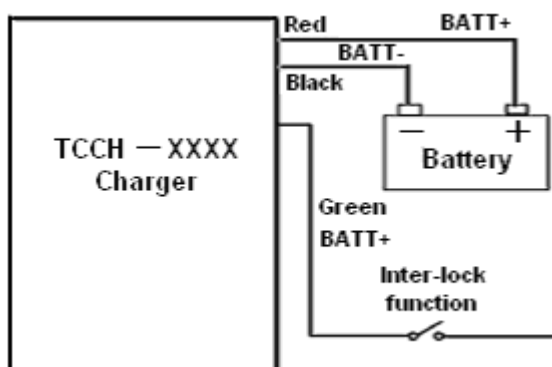 Red
BATT+
BATT-
Black
TCCH — XXXX
Charger
— +
Battery
Green
BATT+
Inter-lock
function